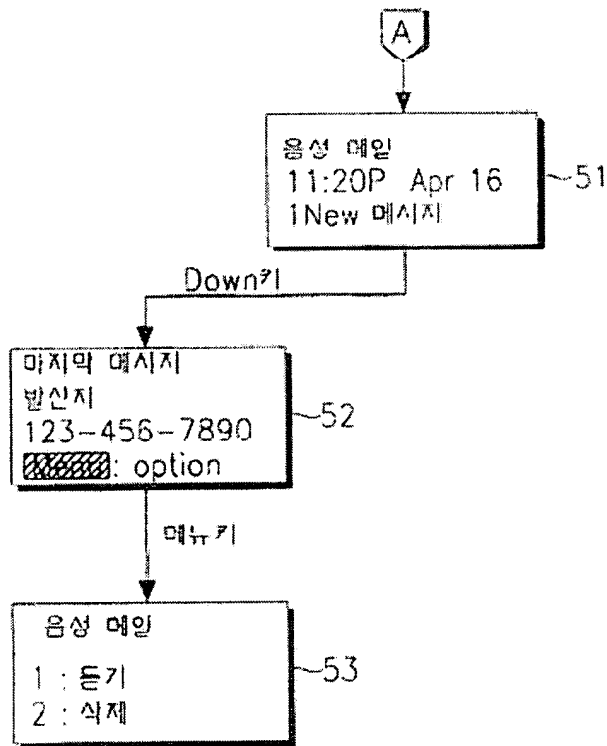 A
음성 메일
11:20P Apr 16
1New 메시지
51
Down키
마지막 메시지
발신지
123-456-7890
Menu: option
52
메뉴키
음성 메일
1 : 듣기
2 : 삭제
53